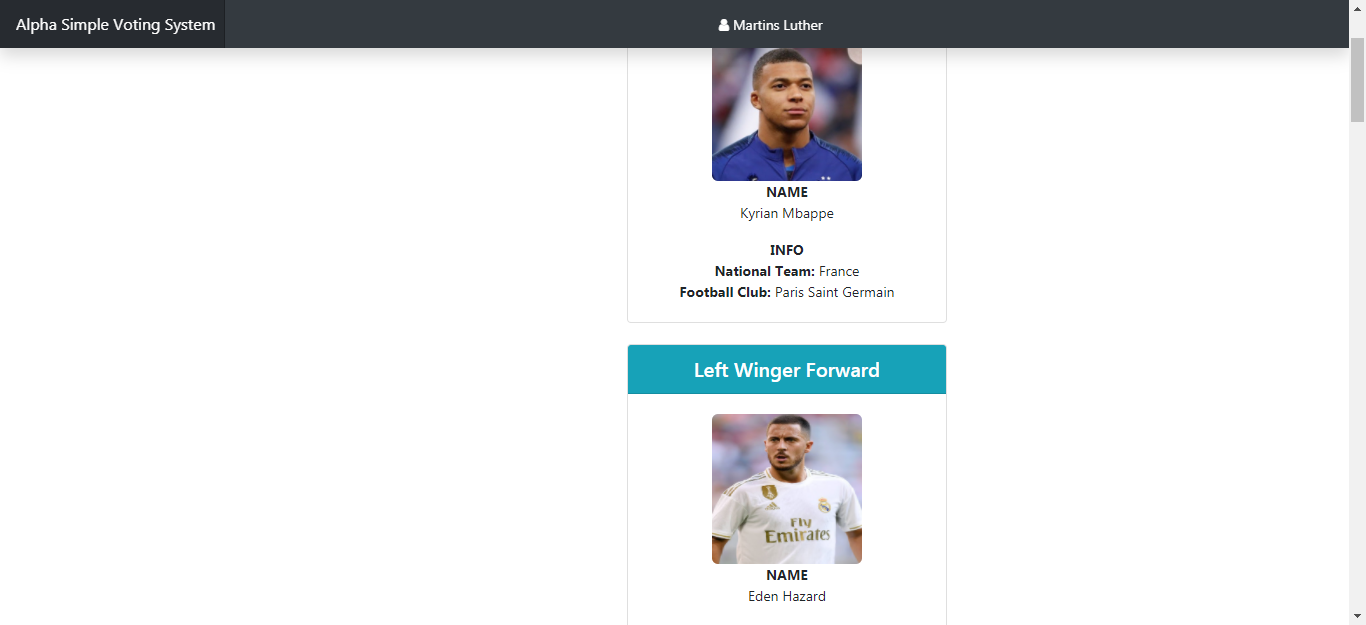 Alpha Simple Voting System
Martins Luther
NAME
Kyrian Mbappe
INFO
National Team: France
Football Club: Paris Saint Germain
Left Winger Forward
Fly
Emirates
NAME
Eden Hazard